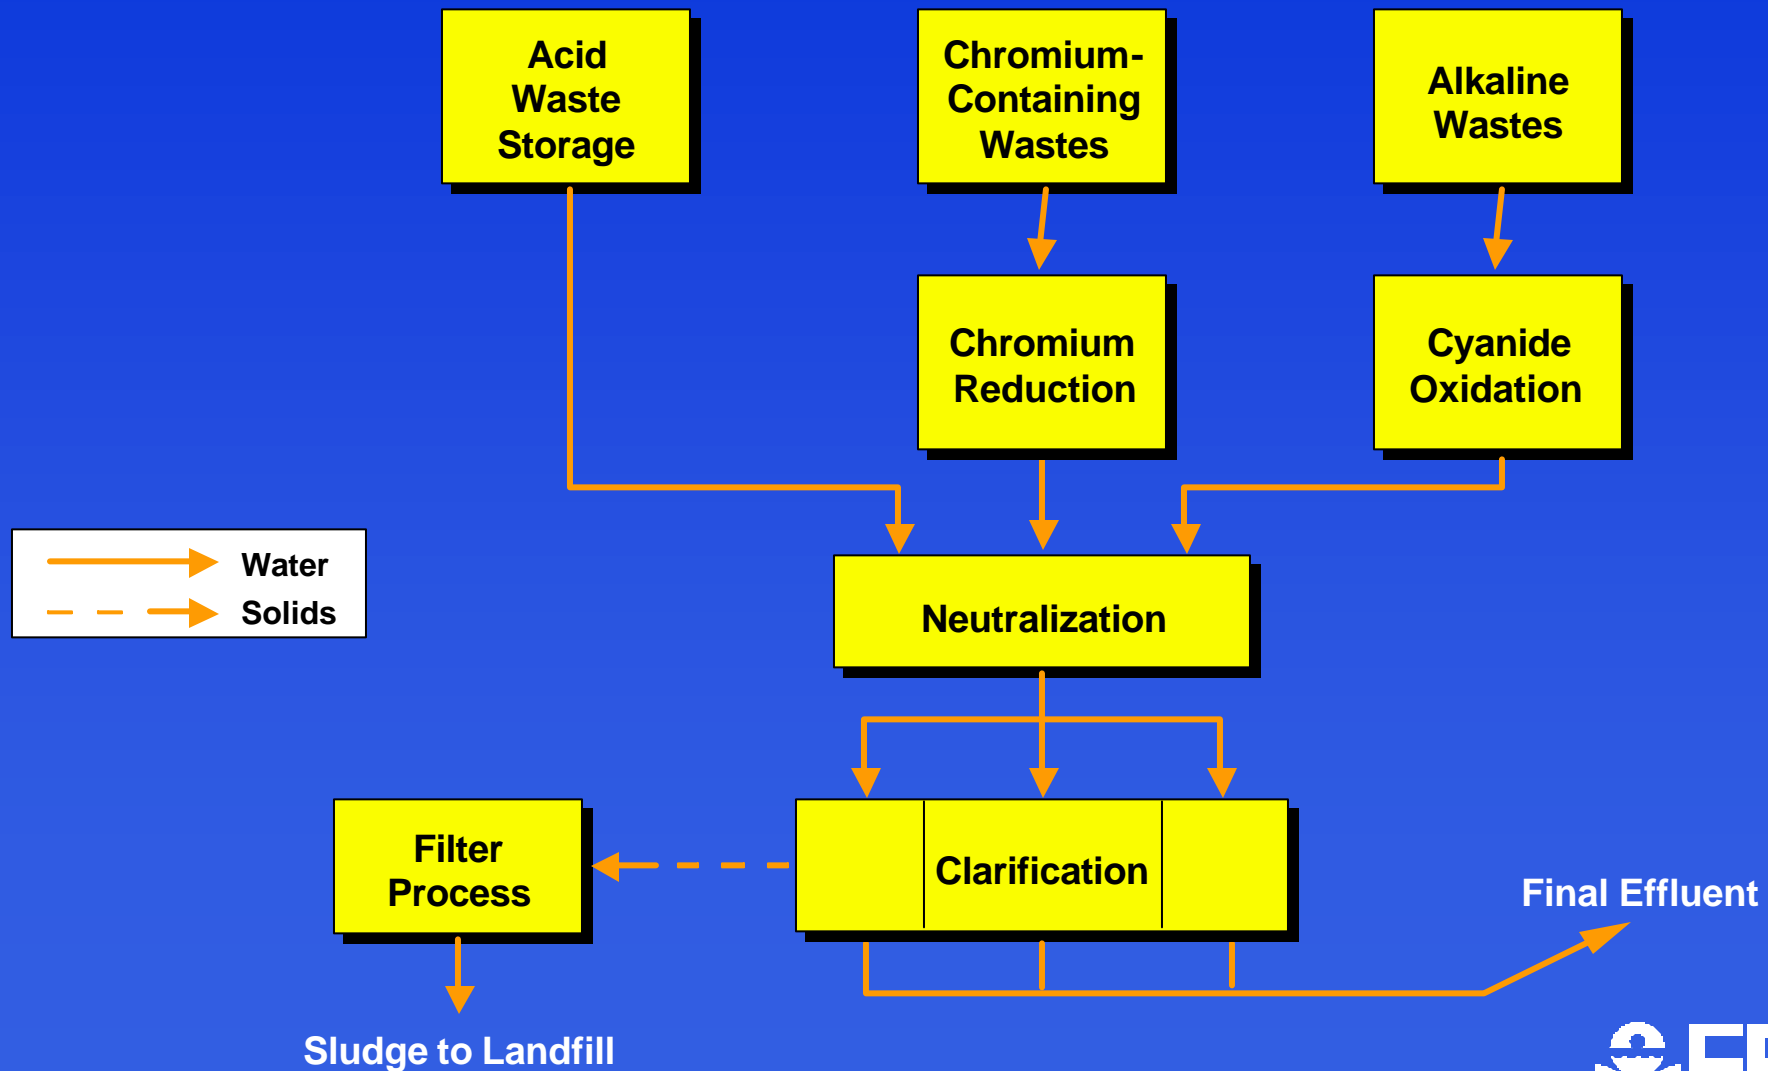 Acid
Waste
Storage
Chromium-
Containing
Wastes
Alkaline
Wastes
Chromium
Reduction
Cyanide
Oxidation
Water
Solids
Neutralization
Filter
Process
Clarification
Final Effluent
Sludge to Landfill